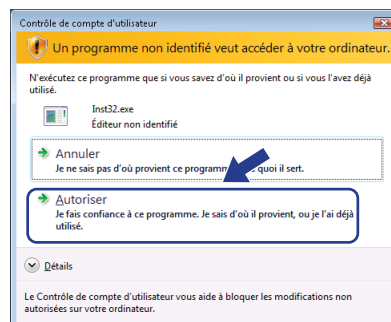 Contrôle de compte d'utilisateur
Un programme non identifié veut accéder à votre ordinateur.
N'exécutez ce programme que si vous savez d'où il provient ou si vous l'avez déjà
utilisé.
Inst32.exe
Éditeur non identifié
Annuler
Je ne sais pas d'où provient ce programm quoi il sert.
Autoriser
Je fais confiance à ce programme. Je sais d'où il provient, ou je l'ai déjà
utilisé.
Détails
Le Contrôle de compte d'utilisateur vous aide à bloquer les modifications non
autorisées sur votre ordinateur.